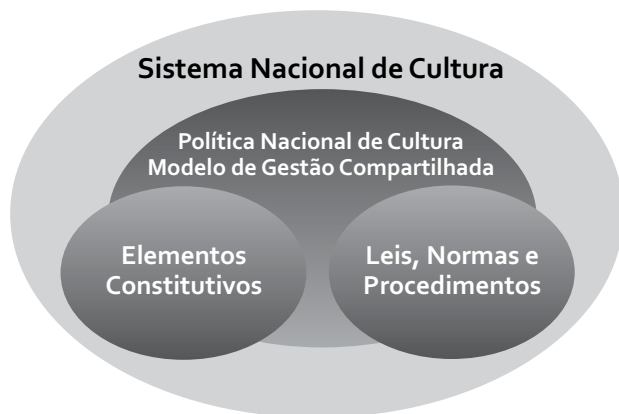 Sistema Nacional de Cultura
Política Nacional de Cultura
Modelo de Gestão Compartilhada
Elementos
Constitutivos
Leis, Normas e
Procedimentos